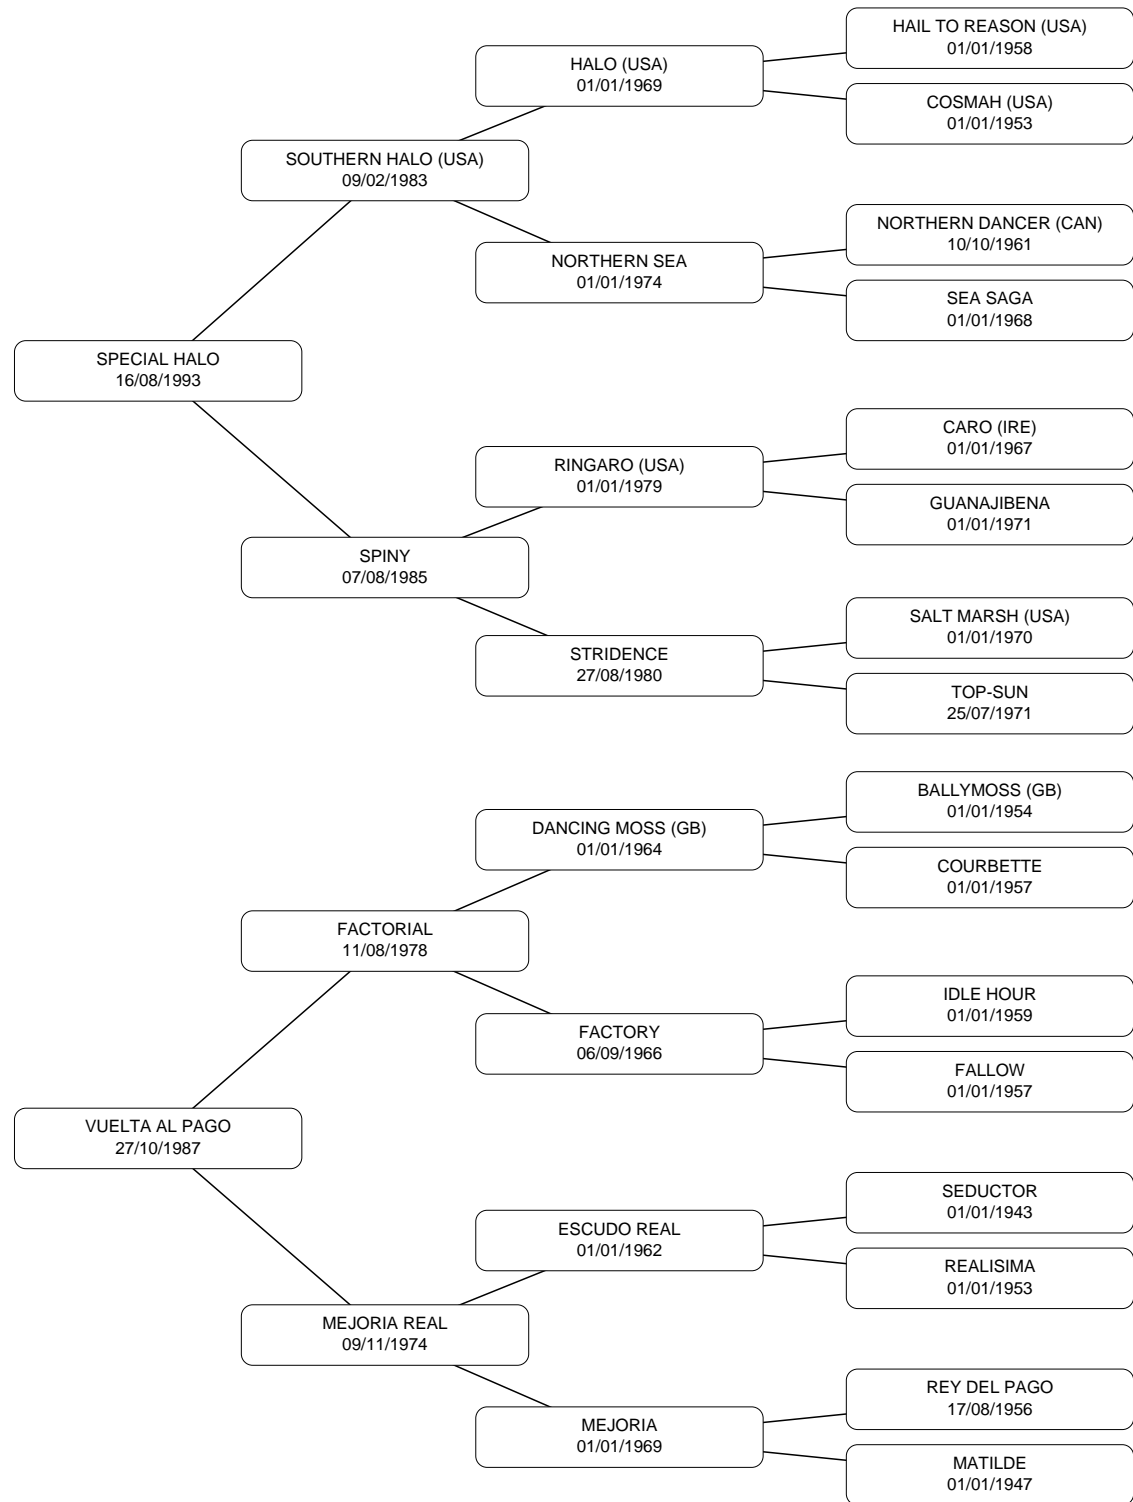 HAIL TO REASON (USA)
01/01/1958
HALO (USA)
01/01/1969
COSMAH (USA)
01/01/1953
SOUTHERN HALO (USA)
09/02/1983
NORTHERN DANCER (CAN)
10/10/1961
NORTHERN SEA
01/01/1974
SEA SAGA
01/01/1968
SPECIAL HALO
16/08/1993
CARO (IRE)
01/01/1967
RINGARO (USA)
01/01/1979
GUANAJIBENA
01/01/1971
SPINY
07/08/1985
SALT MARSH (USA)
01/01/1970
STRIDENCE
27/08/1980
TOP-SUN
25/07/1971
BALLYMOSS (GB)
01/01/1954
DANCING MOSS (GB)
01/01/1964
COURBETTE
01/01/1957
FACTORIAL
11/08/1978
IDLE HOUR
01/01/1959
FACTORY
06/09/1966
FALLOW
01/01/1957
VUELTA AL PAGO
27/10/1987
SEDUCTOR
01/01/1943
ESCUDO REAL
01/01/1962
REALISIMA
01/01/1953
MEJORIA REAL
09/11/1974
REY DEL PAGO
17/08/1956
MEJORIA
01/01/1969
MATILDE
01/01/1947